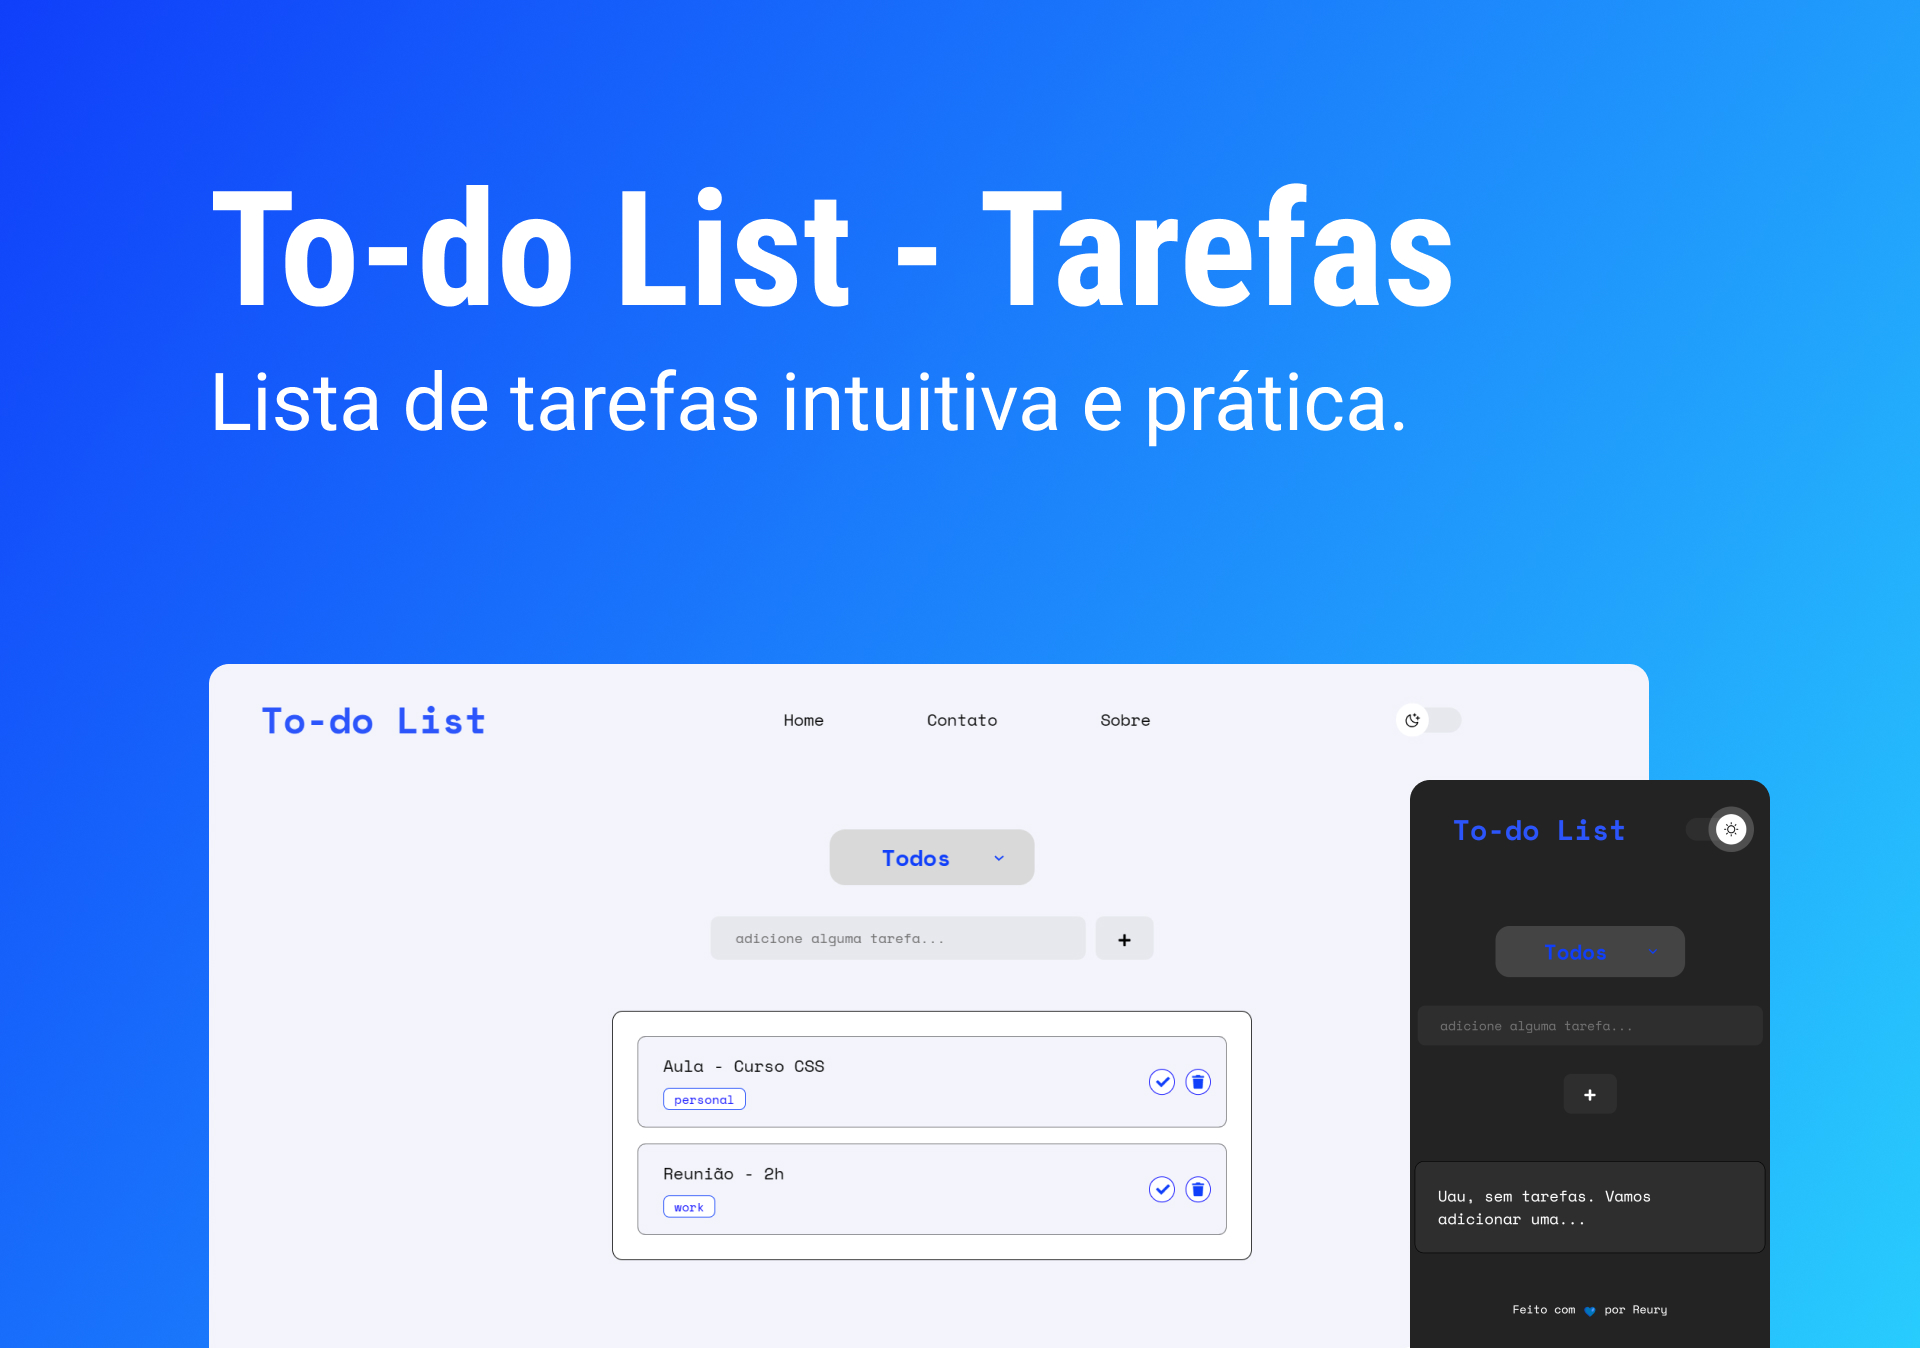 To-do List - Tarefas
Lista de tarefas intuitiva e prática.
To-do List
Home
Contato
Sobre
Todos
adicione alguma tarefa...
+
Aula - Curso CSS
personal
Reunião - 2h
work
To-do List
Todos
adicione alguma tarefa...
+
Uau, sem tarefas. Vamos
adicionar uma...
Feito com 💙 por Reury